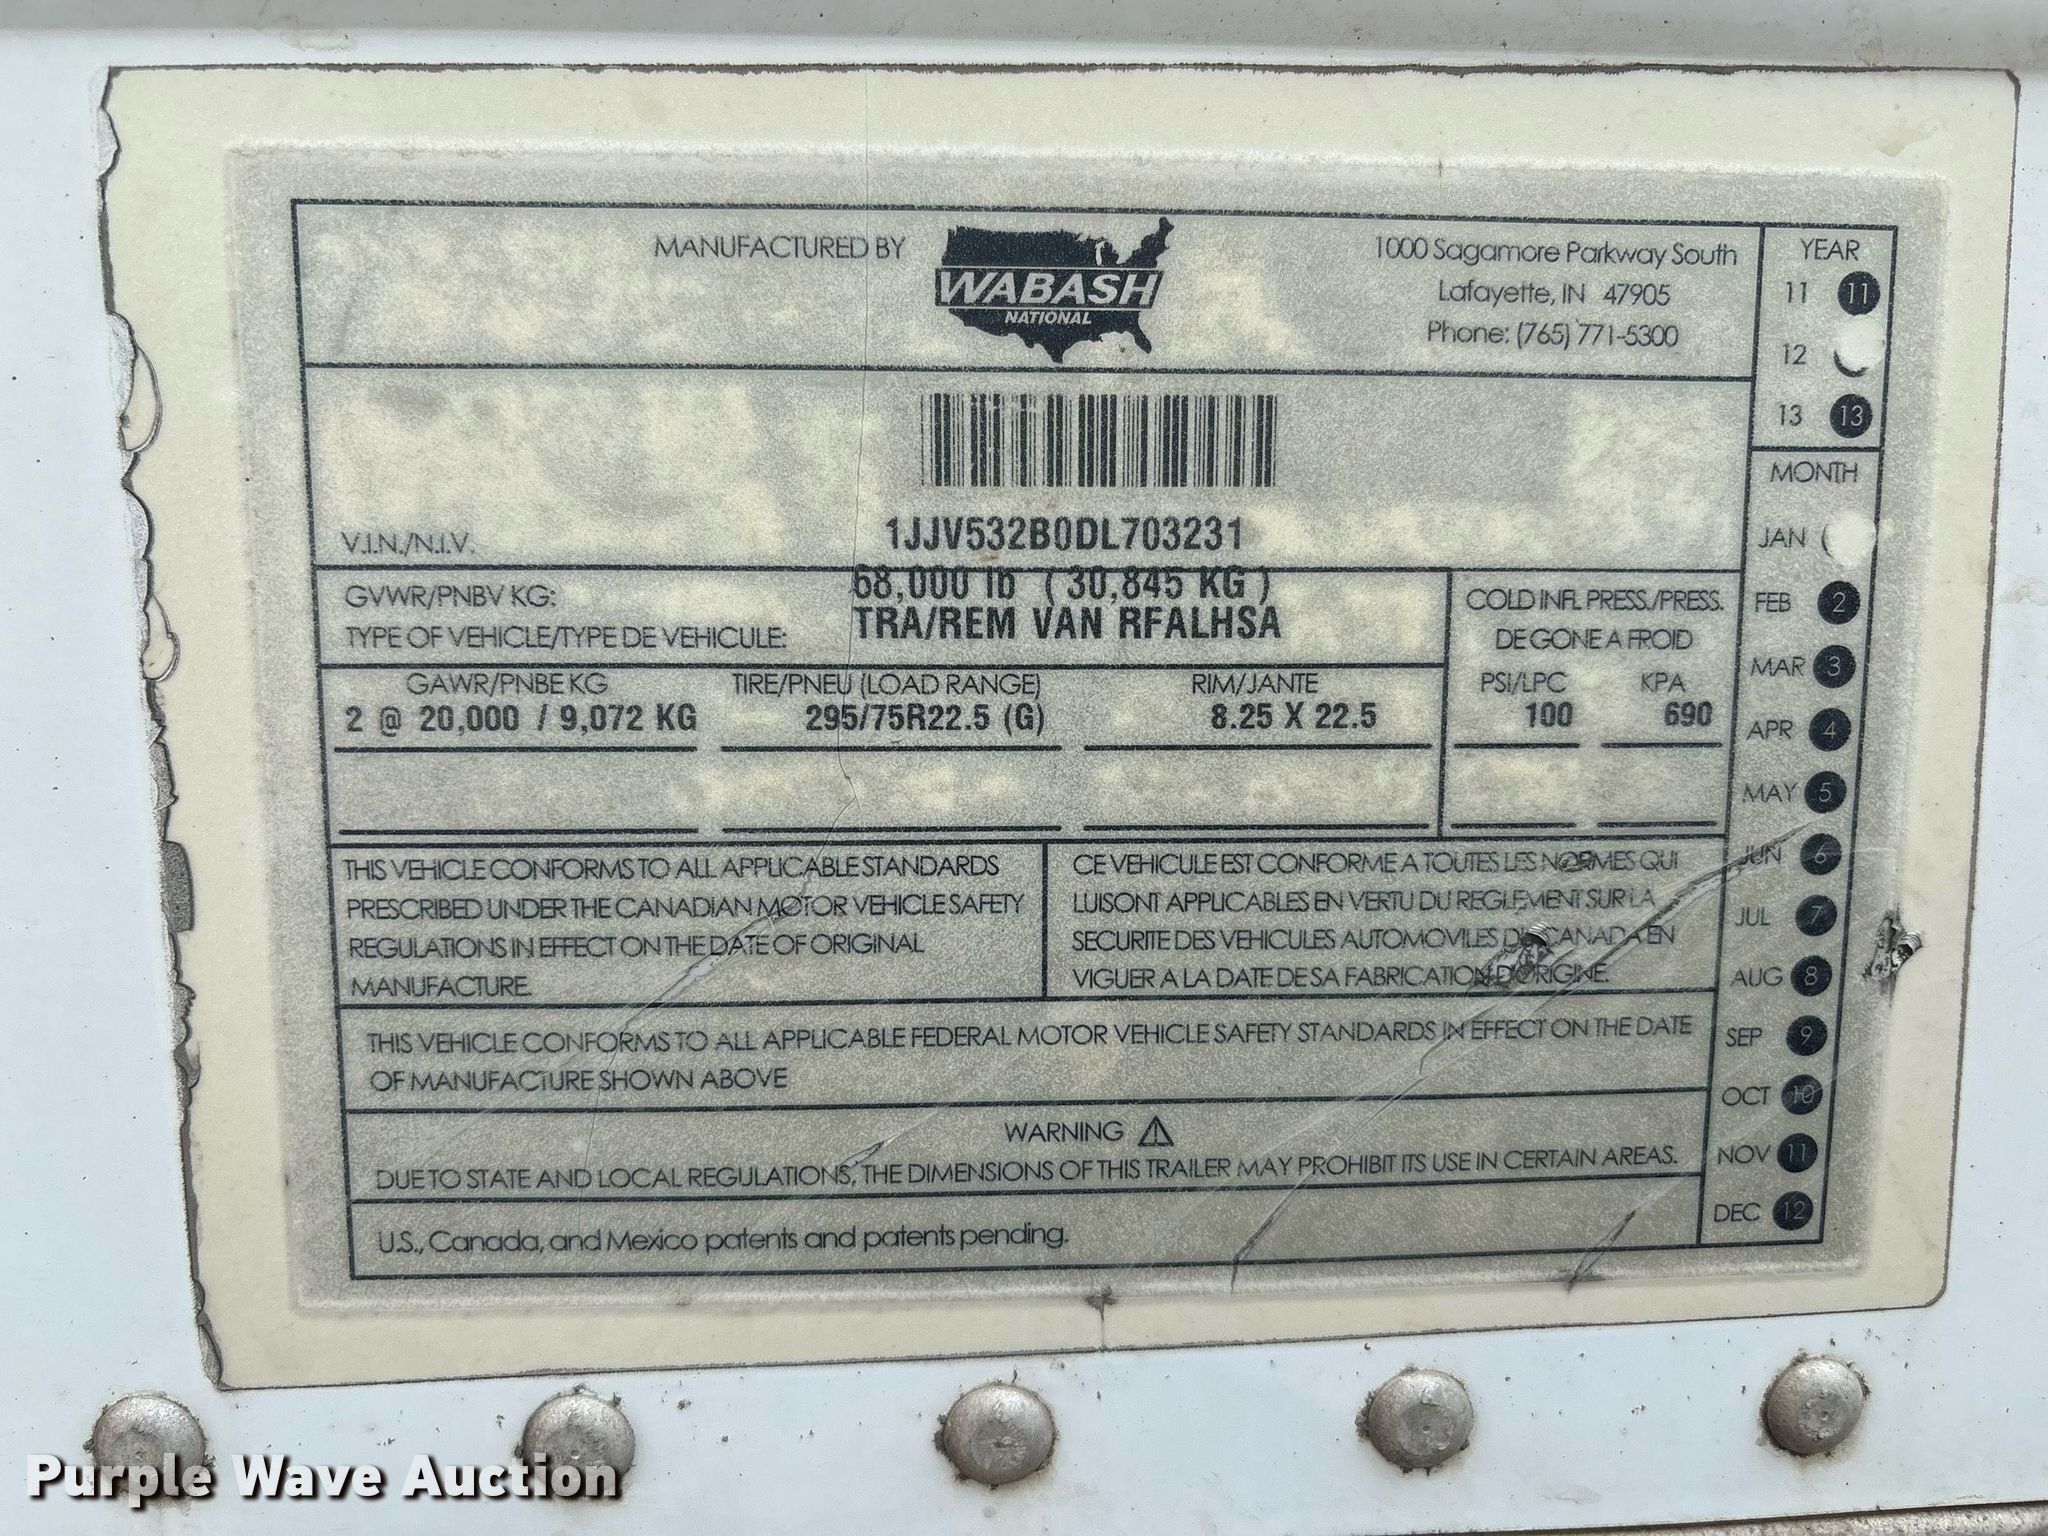 MANUFACTURED BY
WABASH
NATIONAL
1000 Sagamore Parkway South
Lafayette, IN 47905
Phone: (765) 771-5300
YEAR
11 11
12
13 13
V.I.N./N.I.V.
1JJV532B0DL703231
GVWR/PNBV KG:
68,000 lb ( 30,845 KG )
TYPE OF VEHICLE/TYPE DE VEHICULE:
TRA/REM VAN RFALHSA
COLD INFL PRESS./PRESS.
DE GONE A FROID
GAWR/PNBE KG
TIRE/PNEU (LOAD RANGE)
RIM/JANTE
PSI/LPC
KPA
2 @ 20,000 / 9,072 KG
295/75R22.5 (G)
8.25 X 22.5
100
690
THIS VEHICLE CONFORMS TO ALL APPLICABLE STANDARDS
PRESCRIBED UNDER THE CANADIAN MOTOR VEHICLE SAFETY
REGULATIONS IN EFFECT ON THE DATE OF ORIGINAL
MANUFACTURE.
CE VEHICULE EST CONFORME A TOUTES LES NORMES QUI
LUISONT APPLICABLES EN VERTU DU REGLEMENT SUR LA
SECURITE DES VEHICULES AUTOMOVILES DU CANADA EN
VIGUER A LA DATE DE SA FABRICATION D'ORIGINE.
THIS VEHICLE CONFORMS TO ALL APPLICABLE FEDERAL MOTOR VEHICLE SAFETY STANDARDS IN EFFECT ON THE DATE
OF MANUFACTURE SHOWN ABOVE
WARNING
DUE TO STATE AND LOCAL REGULATIONS, THE DIMENSIONS OF THIS TRAILER MAY PROHIBIT ITS USE IN CERTAIN AREAS.
U.S., Canada, and Mexico patents and patents pending.
MONTH
JAN
FEB 2
MAR 3
APR 4
MAY 5
JUN 6
JUL 7
AUG 8
SEP 9
OCT 10
NOV 11
DEC 12
Purple Wave Auction